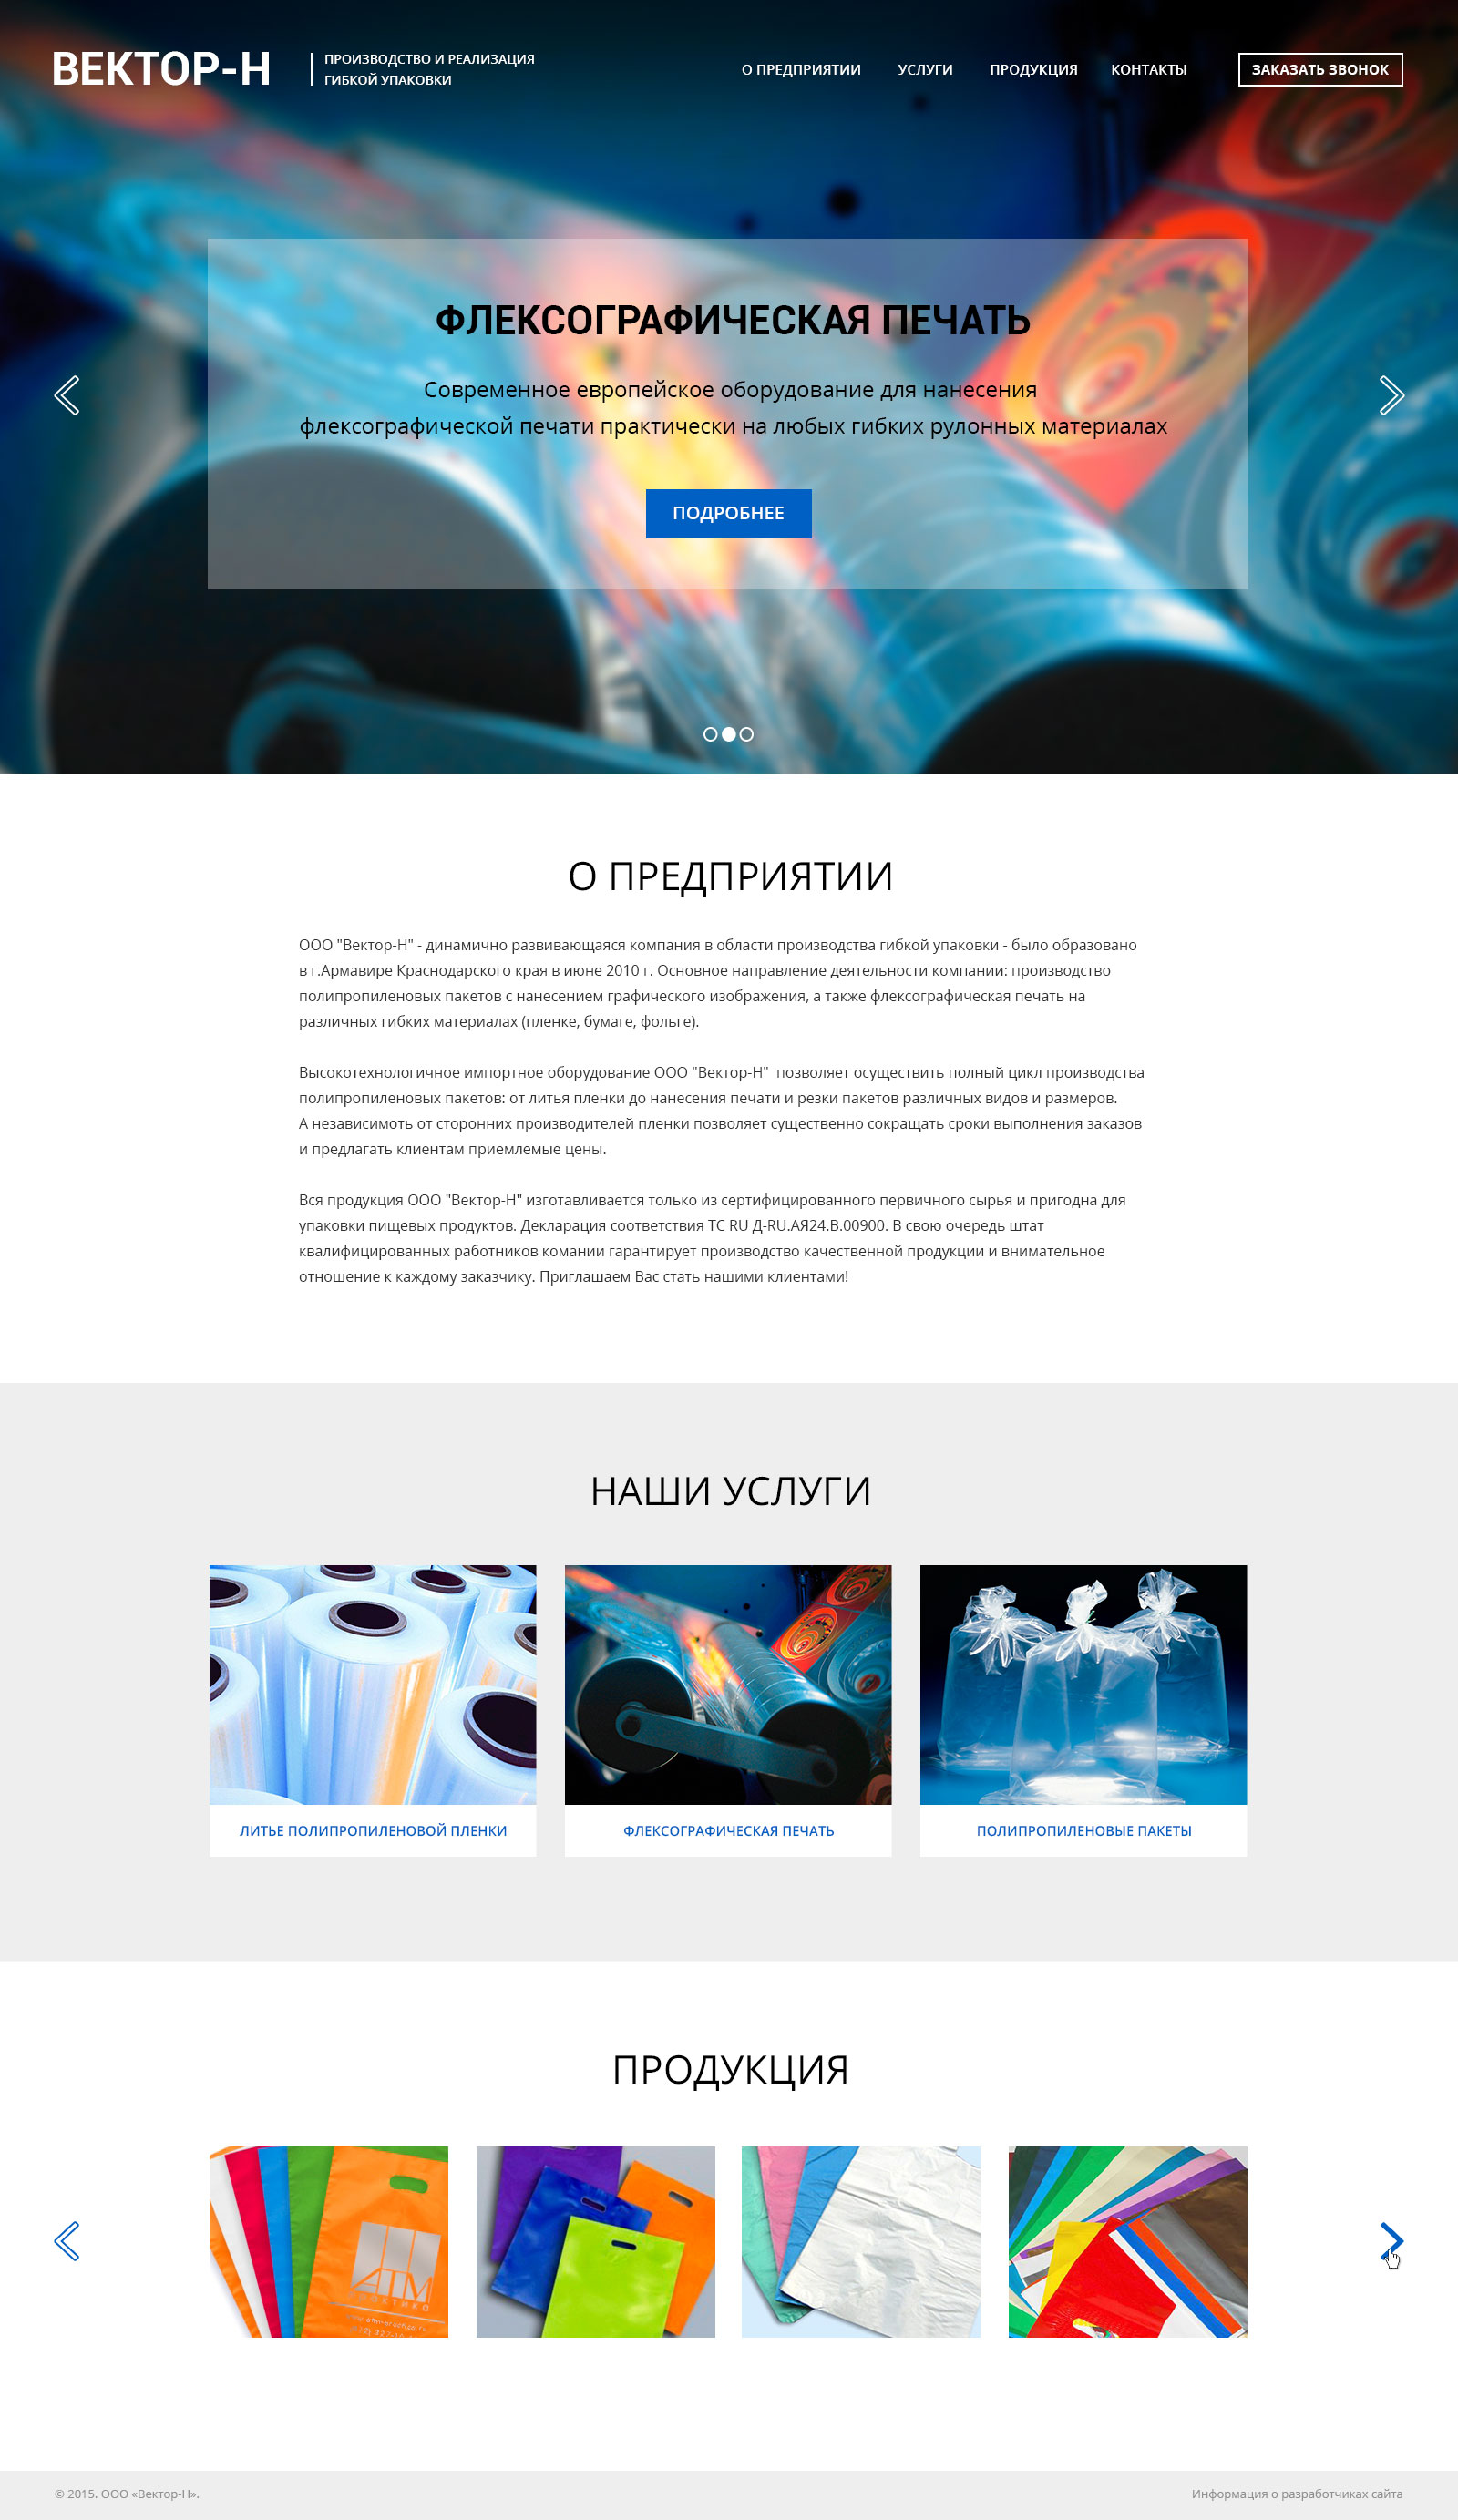 ВЕКТОР-Н
ПРОИЗВОДСТВО И РЕАЛИЗАЦИЯ
ГИБКОЙ УПАКОВКИ
О ПРЕДПРИЯТИИ
УСЛУГИ
ПРОДУКЦИЯ
КОНТАКТЫ
ЗАКАЗАТЬ ЗВОНОК
ФЛЕКСОГРАФИЧЕСКАЯ ПЕЧАТЬ
Современное европейское оборудование для нанесения
флексографической печати практически на любых гибких рулонных материалах
ПОДРОБНЕЕ
О ПРЕДПРИЯТИИ
ООО "Вектор-Н" - динамично развивающаяся компания в области производства гибкой упаковки - было образовано
в г.Армавире Краснодарского края в июне 2010 г. Основное направление деятельности компании: производство
полипропиленовых пакетов с нанесением графического изображения, а также флексографическая печать на
различных гибких материалах (пленке, бумаге, фольге).
Высокотехнологичное импортное оборудование ООО "Вектор-Н"  позволяет осуществить полный цикл производства
полипропиленовых пакетов: от литья пленки до нанесения печати и резки пакетов различных видов и размеров.
А независимоть от сторонних производителей пленки позволяет существенно сокращать сроки выполнения заказов
и предлагать клиентам приемлемые цены.
Вся продукция ООО "Вектор-Н" изготавливается только из сертифицированного первичного сырья и пригодна для
упаковки пищевых продуктов. Декларация соответствия ТС RU Д-RU.АЯ24.В.00900. В свою очередь штат
квалифицированных работников комании гарантирует производство качественной продукции и внимательное
отношение к каждому заказчику. Приглашаем Вас стать нашими клиентами!
НАШИ УСЛУГИ
ЛИТЬЕ ПОЛИПРОПИЛЕНОВОЙ ПЛЕНКИ
ФЛЕКСОГРАФИЧЕСКАЯ ПЕЧАТЬ
ПОЛИПРОПИЛЕНОВЫЕ ПАКЕТЫ
ПРОДУКЦИЯ
© 2015. ООО «Вектор-Н».
Информация о разработчиках сайта